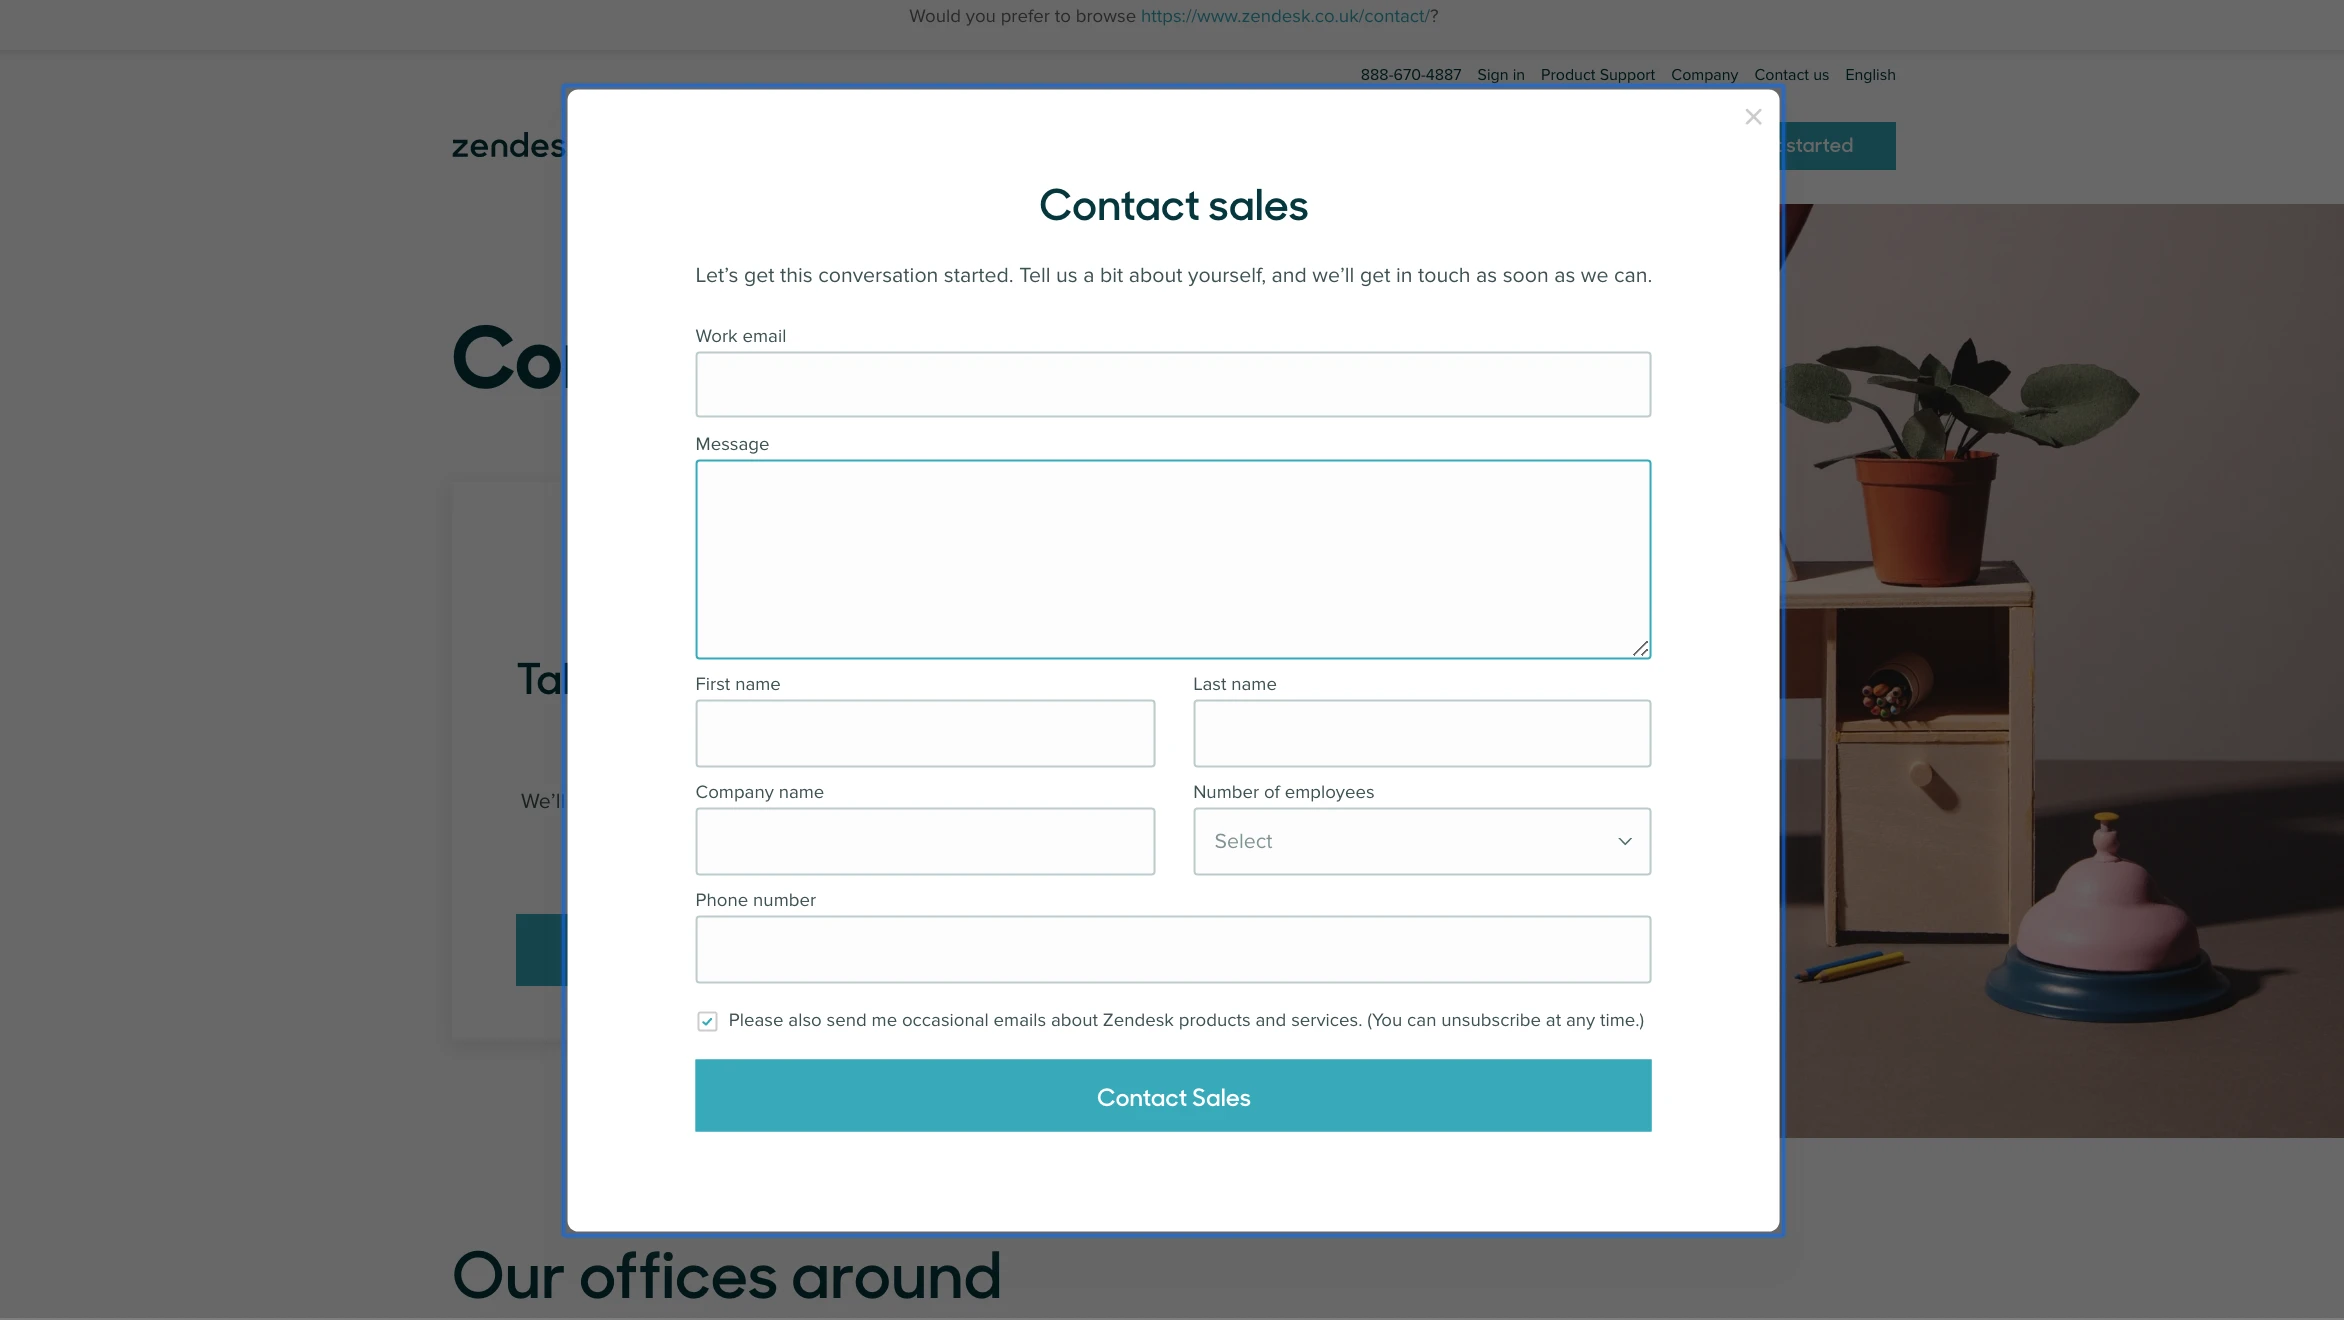 Would you prefer to browse https://www.zendesk.co.uk/contact/?
888-670-4887 Sign in Product Support Company Contact us English
zendes
started
Contact sales
Let’s get this conversation started. Tell us a bit about yourself, and we’ll get in touch as soon as we can.
Co
Work email
Message
Ta
First name Last name
Company name Number of employees
We’ll
Select
Phone number
Please also send me occasional emails about Zendesk products and services. (You can unsubscribe at any time.)
Contact Sales
Our offices around